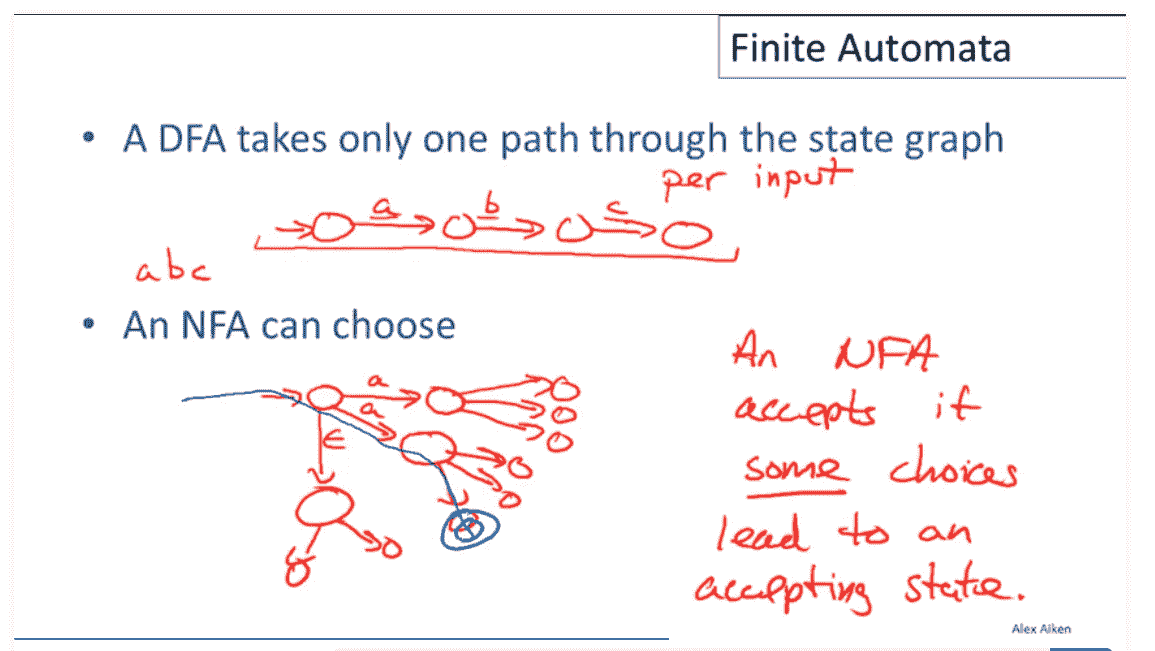 Finite Automata
• A DFA takes only one path through the state graph
per input
a b c
abc
• An NFA can choose
a
a
ϵ
An NFA
accepts if
some choices
lead to an
accepting state.
Alex Aiken